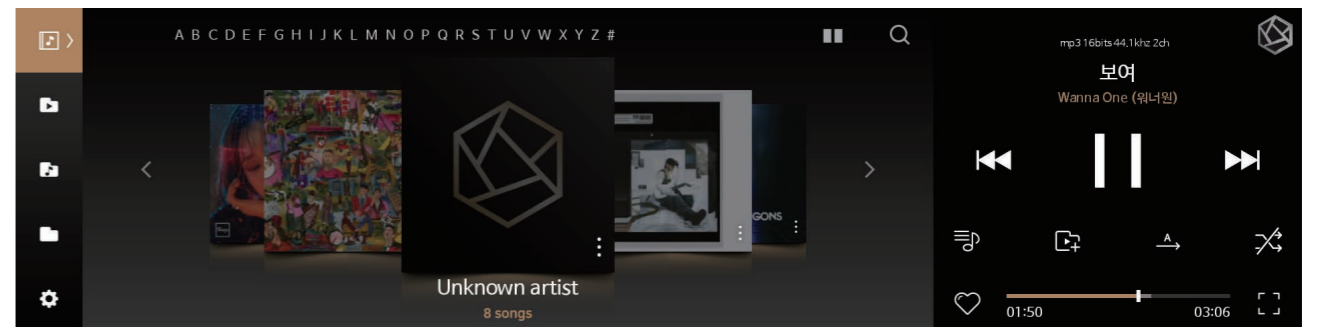 A B C D E F G H I J K L M N O P Q R S T U V W X Y Z #
GONS
Unknown artist
8 songs
mp3 16bits 44.1khz 2ch
보여
Wanna One (워너원)
A
01:50
03:06